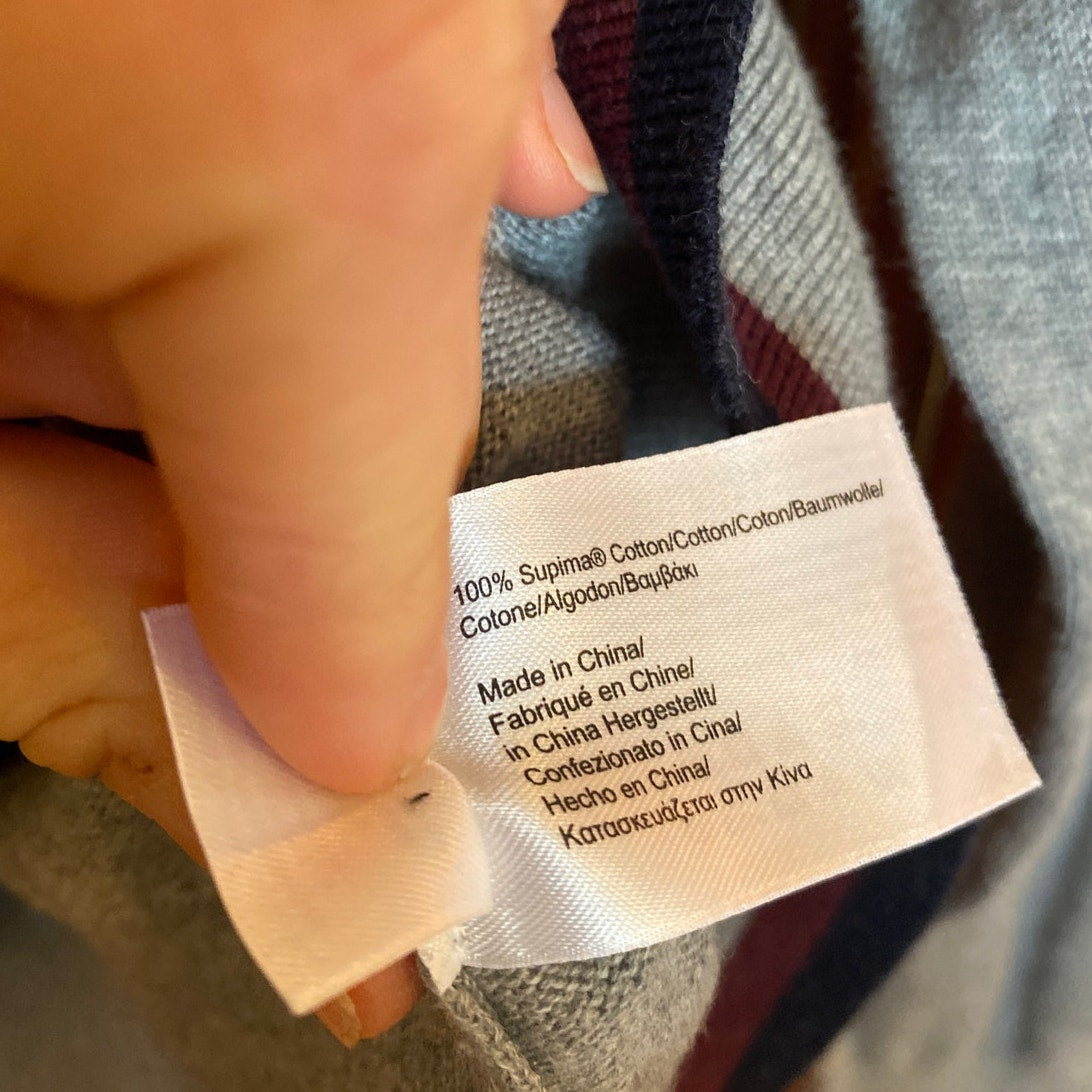 100% Supima® Cotton/Cotton/Coton/Baumwolle/
Cotone/Algodon/Βαμβάκι
Made in China/
Fabriqué en Chine/
in China Hergestellt/
Confezionato in Cina/
Hecho en China/
Κατασκευάζεται στην Κίνα